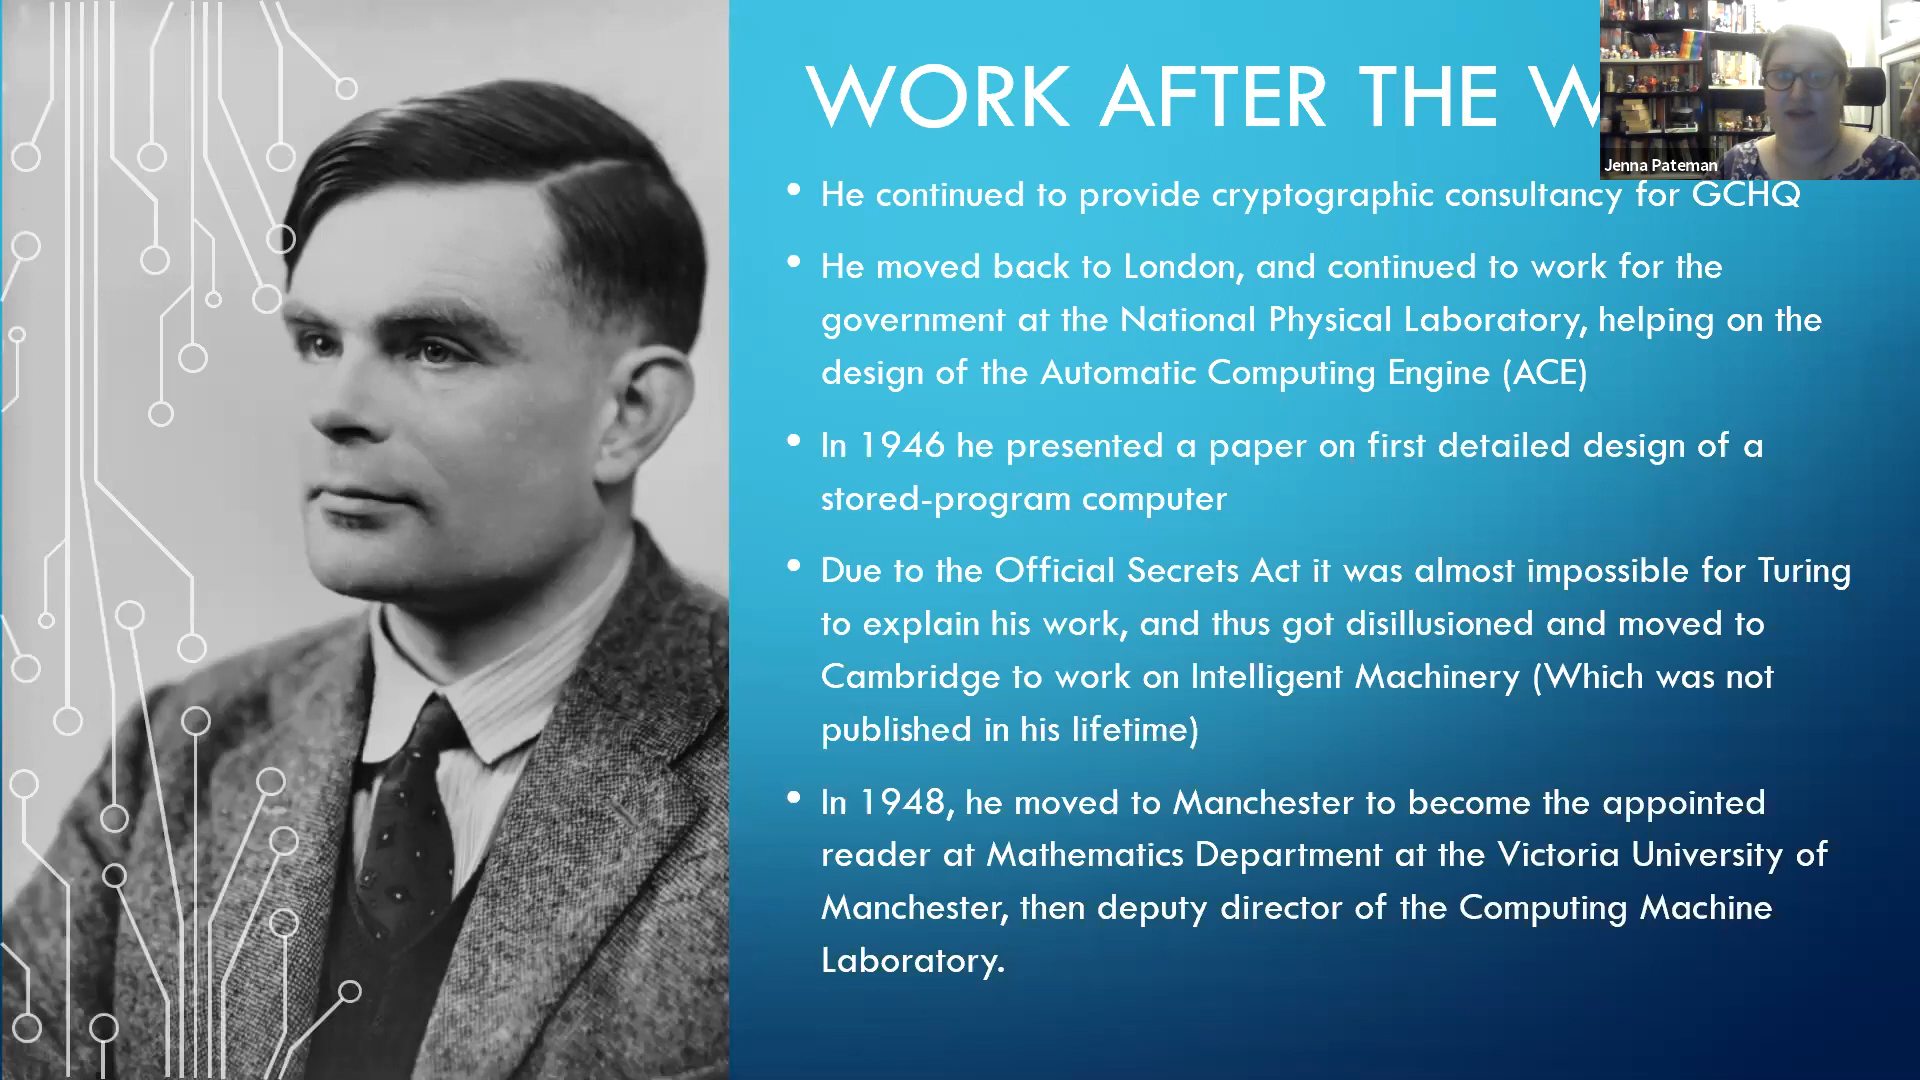 WORK AFTER THE W
Jenna Pateman
• He continued to provide cryptographic consultancy for GCHQ
• He moved back to London, and continued to work for the
government at the National Physical Laboratory, helping on the
design of the Automatic Computing Engine (ACE)
• In 1946 he presented a paper on first detailed design of a
stored-program computer
• Due to the Official Secrets Act it was almost impossible for Turing
to explain his work, and thus got disillusioned and moved to
Cambridge to work on Intelligent Machinery (Which was not
published in his lifetime)
• In 1948, he moved to Manchester to become the appointed
reader at Mathematics Department at the Victoria University of
Manchester, then deputy director of the Computing Machine
Laboratory.